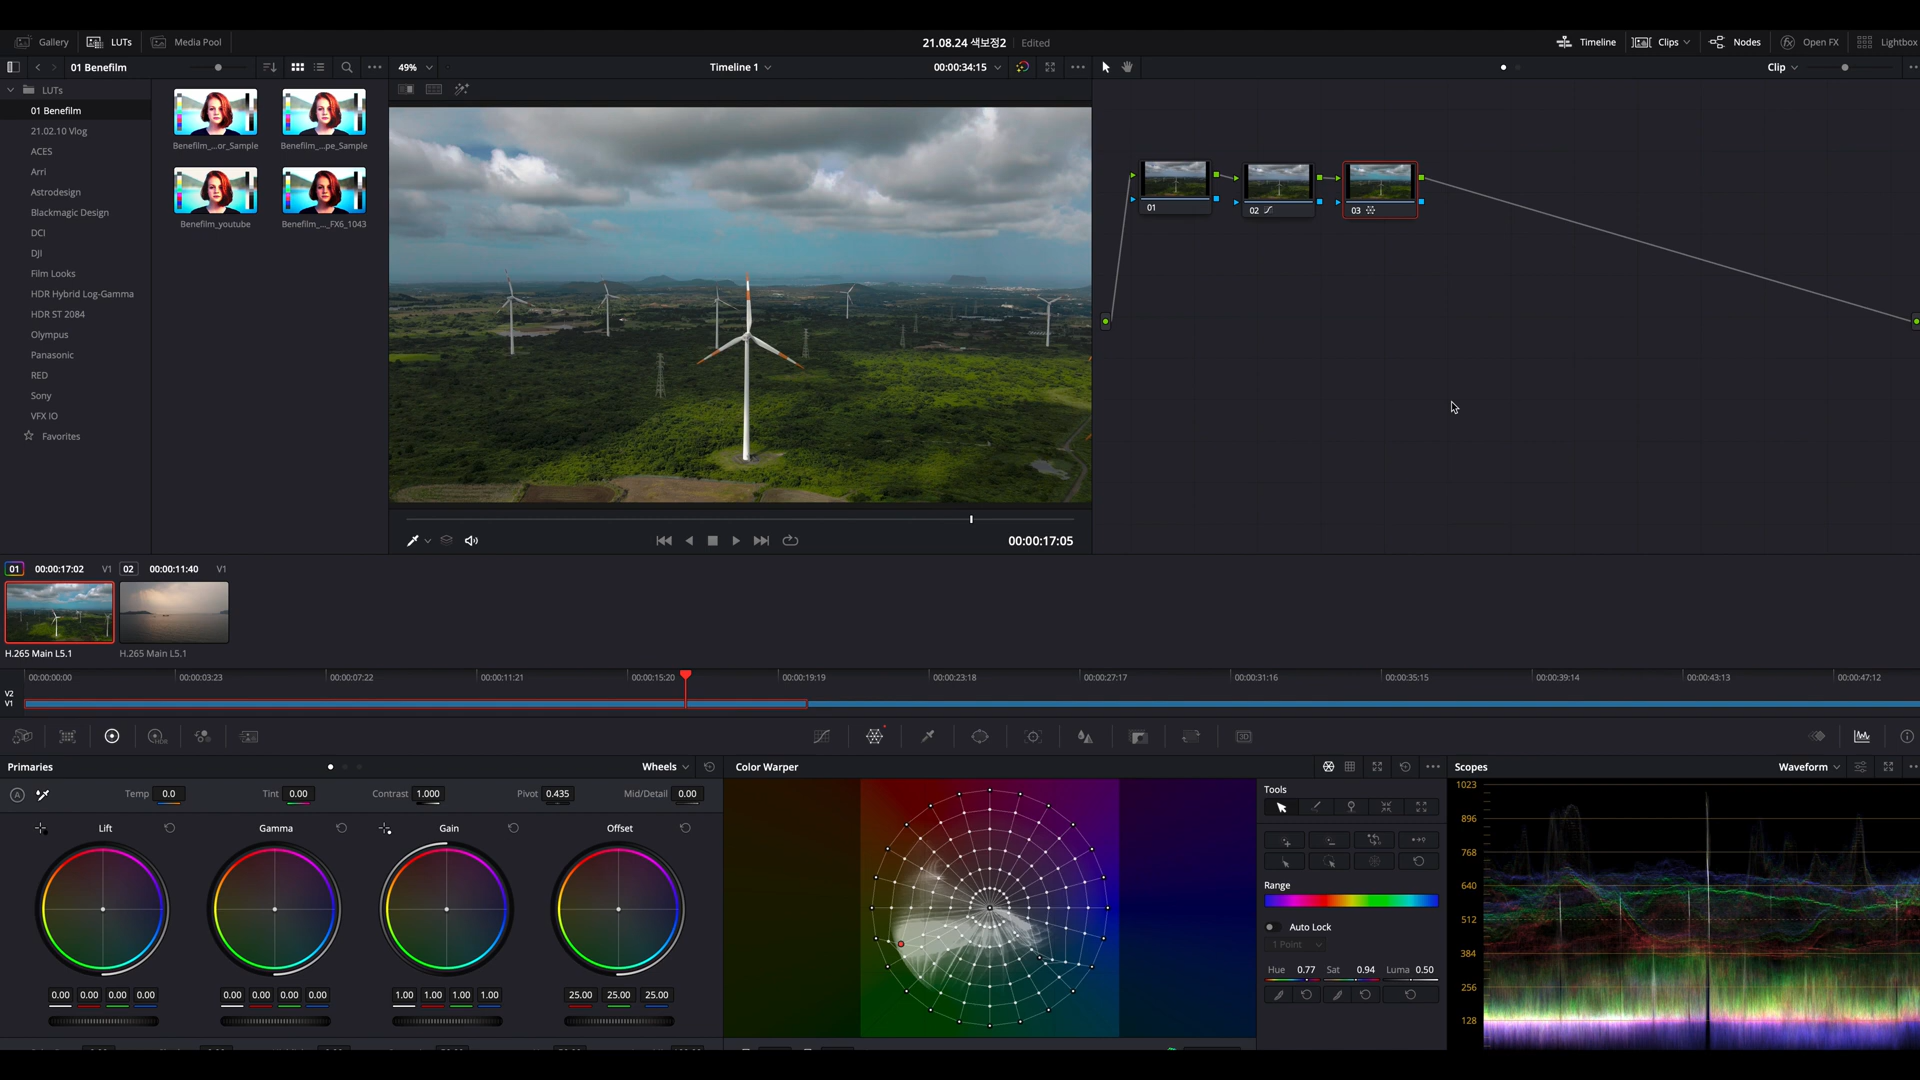 Gallery LUTs Media Pool 21.08.24 색보정2 Edited Timeline Clips Nodes Open FX Lightbox
01 Benefilm 49% Timeline 1 00:00:34:15 Clip
LUTs
01 Benefilm
21.02.10 Vlog
ACES
Arri
Astrodesign
Blackmagic Design
DCI
DJI
Film Looks
HDR Hybrid Log-Gamma
HDR ST 2084
Olympus
Panasonic
RED
Sony
VFX IO
Favorites
Benefilm_...or_Sample Benefilm_...pe_Sample
Benefilm_youtube Benefilm_..._FX6_1043
01 02 03
00:00:17:05
01 00:00:17:02 V1 02 00:00:11:40 V1
H.265 Main L5.1 H.265 Main L5.1
00:00:00:00 00:00:03:23 00:00:07:22 00:00:11:21 00:00:15:20 00:00:19:19 00:00:23:18 00:00:27:17 00:00:31:16 00:00:35:15 00:00:39:14 00:00:43:13 00:00:47:12
V2
V1
HDR 3D
Primaries Wheels
Temp 0.0 Tint 0.00 Contrast 1.000 Pivot 0.435 Mid/Detail 0.00
A
Lift Gamma Gain Offset
0.00 0.00 0.00 0.00 0.00 0.00 0.00 0.00 1.00 1.00 1.00 1.00 25.00 25.00 25.00
Color Warper
Tools
Range
Auto Lock
1 Point
Hue 0.77 Sat 0.94 Luma 0.50
Scopes Waveform
1023
896
768
640
512
384
256
128